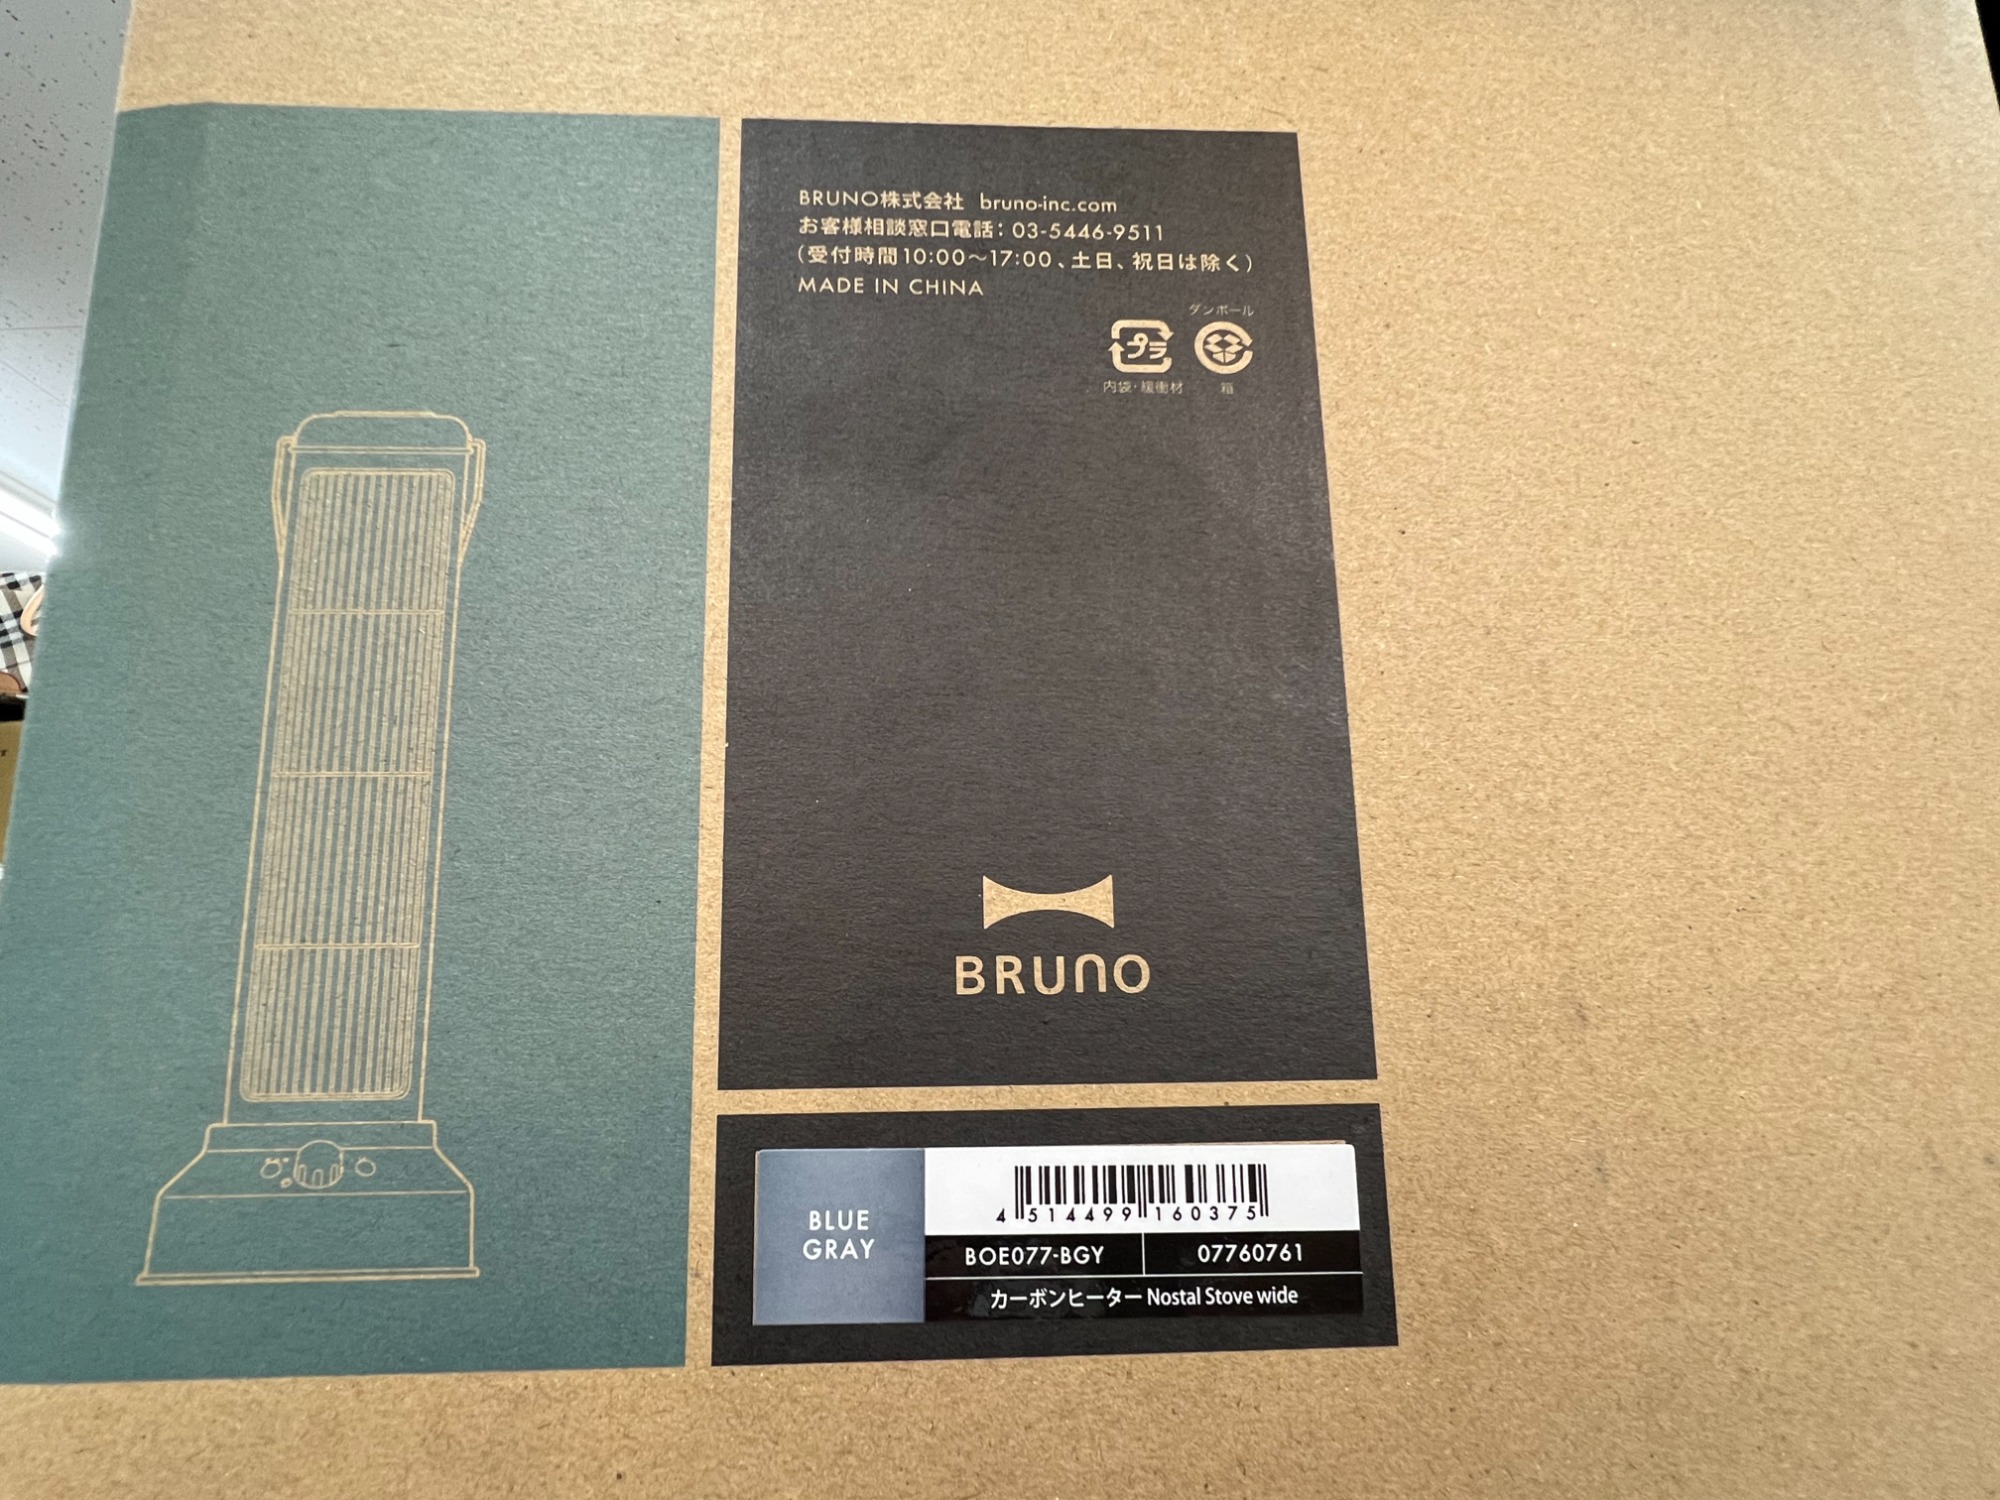 BRUNO株式会社 bruno-inc.com
お客様相談窓口電話：03-5446-9511
（受付時間10:00～17:00、土日、祝日は除く）
MADE IN CHINA
ダンボール
プラ
内袋・緩衝材
箱
BRUNO
BLUE
GRAY
4 514499 160375
BOE077-BGY
07760761
カーボンヒーター Nostal Stove wide